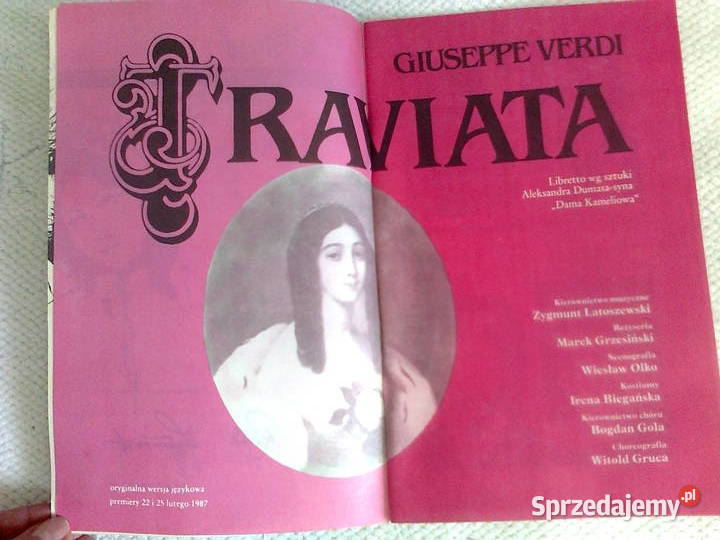 GIUSEPPE VERDI
TRAVIATA
Libretto wg sztuki
Aleksandra Dumasa-syna
„Dama Kameliowa”
Kierownictwo muzyczne
Zygmunt Latoszewski
Reżyseria
Marek Grzesiński
Scenografia
Wiesław Olko
Kostiumy
Irena Biegańska
Kierownictwo chóru
Bogdan Gola
Choreografia
Witold Gruca
oryginalna wersja językowa
premiery 22 i 25 lutego 1987
Sprzedajemy.pl